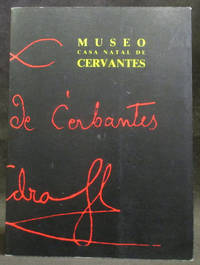 MUSEO
CASA NATAL DE
CERVANTES
de Cerbantes